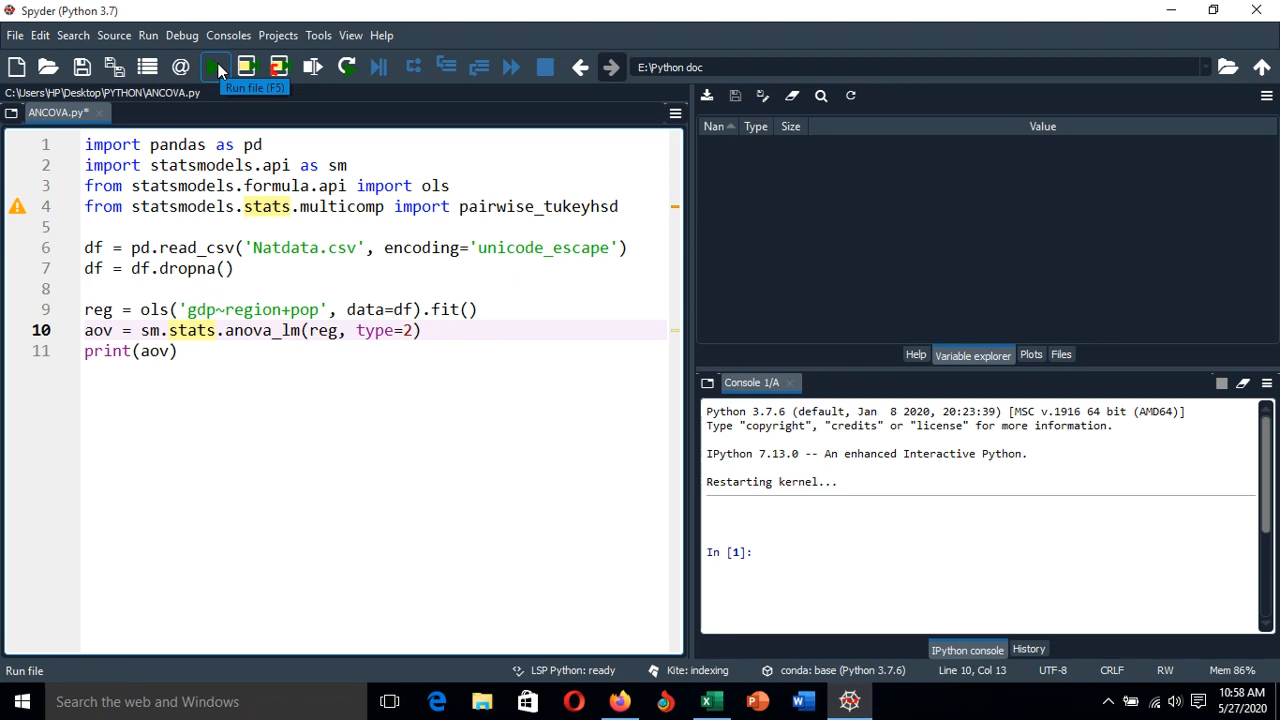 Spyder (Python 3.7)
File Edit Search Source Run Debug Consoles Projects Tools View Help
E:\Python doc
Run file (F5)
C:\Users\HP\Desktop\PYTHON\ANCOVA.py
ANCOVA.py*
1 import pandas as pd
2 import statsmodels.api as sm
3 from statsmodels.formula.api import ols
4 from statsmodels.stats.multicomp import pairwise_tukeyhsd
5
6 df = pd.read_csv('Natdata.csv', encoding='unicode_escape')
7 df = df.dropna()
8
9 reg = ols('gdp~region+pop', data=df).fit()
10 aov = sm.stats.anova_lm(reg, type=2)
11 print(aov)
Nan Type Size Value
Help Variable explorer Plots Files
Console 1/A
Python 3.7.6 (default, Jan 8 2020, 20:23:39) [MSC v.1916 64 bit (AMD64)]
Type "copyright", "credits" or "license" for more information.
IPython 7.13.0 -- An enhanced Interactive Python.
Restarting kernel...
In [1]:
IPython console History
Run file LSP Python: ready Kite: indexing conda: base (Python 3.7.6) Line 10, Col 13 UTF-8 CRLF RW Mem 86%
Search the web and Windows
10:58 AM
5/27/2020